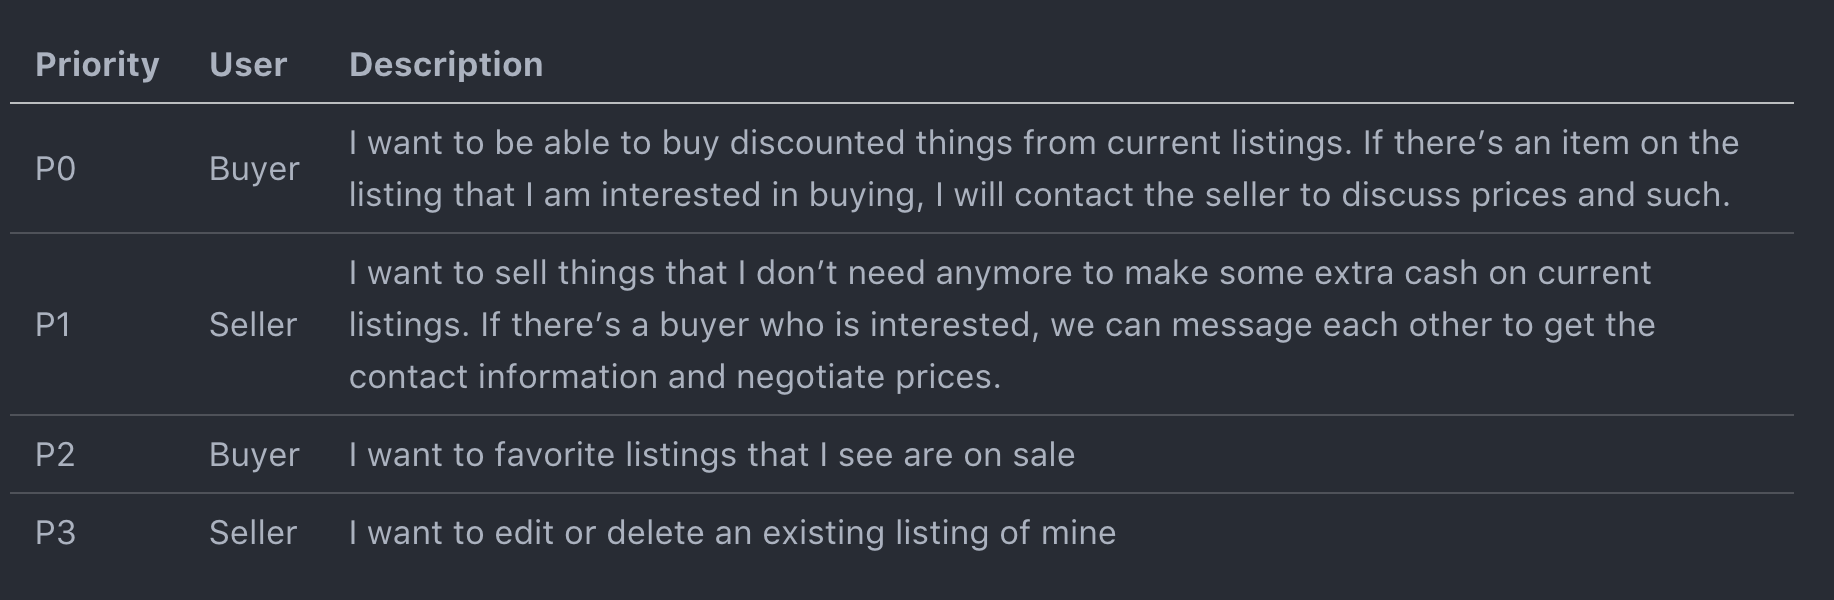 Priority User Description
P0 Buyer I want to be able to buy discounted things from current listings. If there’s an item on the
listing that I am interested in buying, I will contact the seller to discuss prices and such.
P1 Seller I want to sell things that I don’t need anymore to make some extra cash on current
listings. If there’s a buyer who is interested, we can message each other to get the
contact information and negotiate prices.
P2 Buyer I want to favorite listings that I see are on sale
P3 Seller I want to edit or delete an existing listing of mine